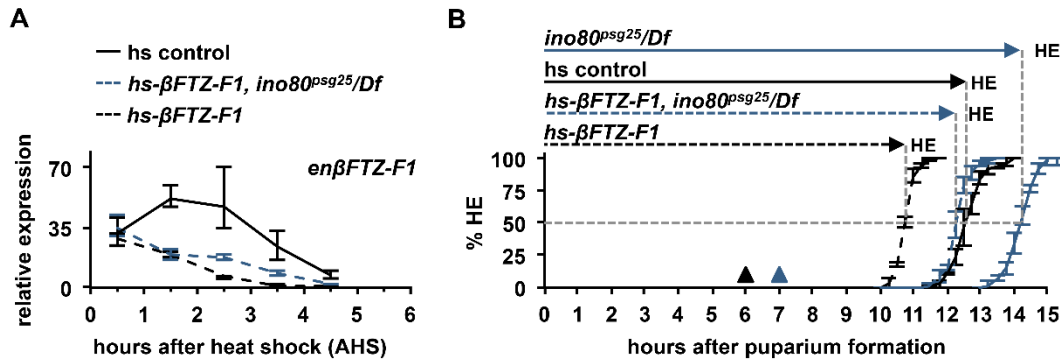 A
hs control
hs-βFTZ-F1, ino80psg25/Df
hs-βFTZ-F1
enβFTZ-F1
relative expression
70
35
0
0 1 2 3 4 5 6
hours after heat shock (AHS)
B
ino80psg25/Df
HE
hs control
HE
hs-βFTZ-F1, ino80psg25/Df
HE
hs-βFTZ-F1
HE
% HE
100
75
50
25
0
0 1 2 3 4 5 6 7 8 9 10 11 12 13 14 15
hours after puparium formation